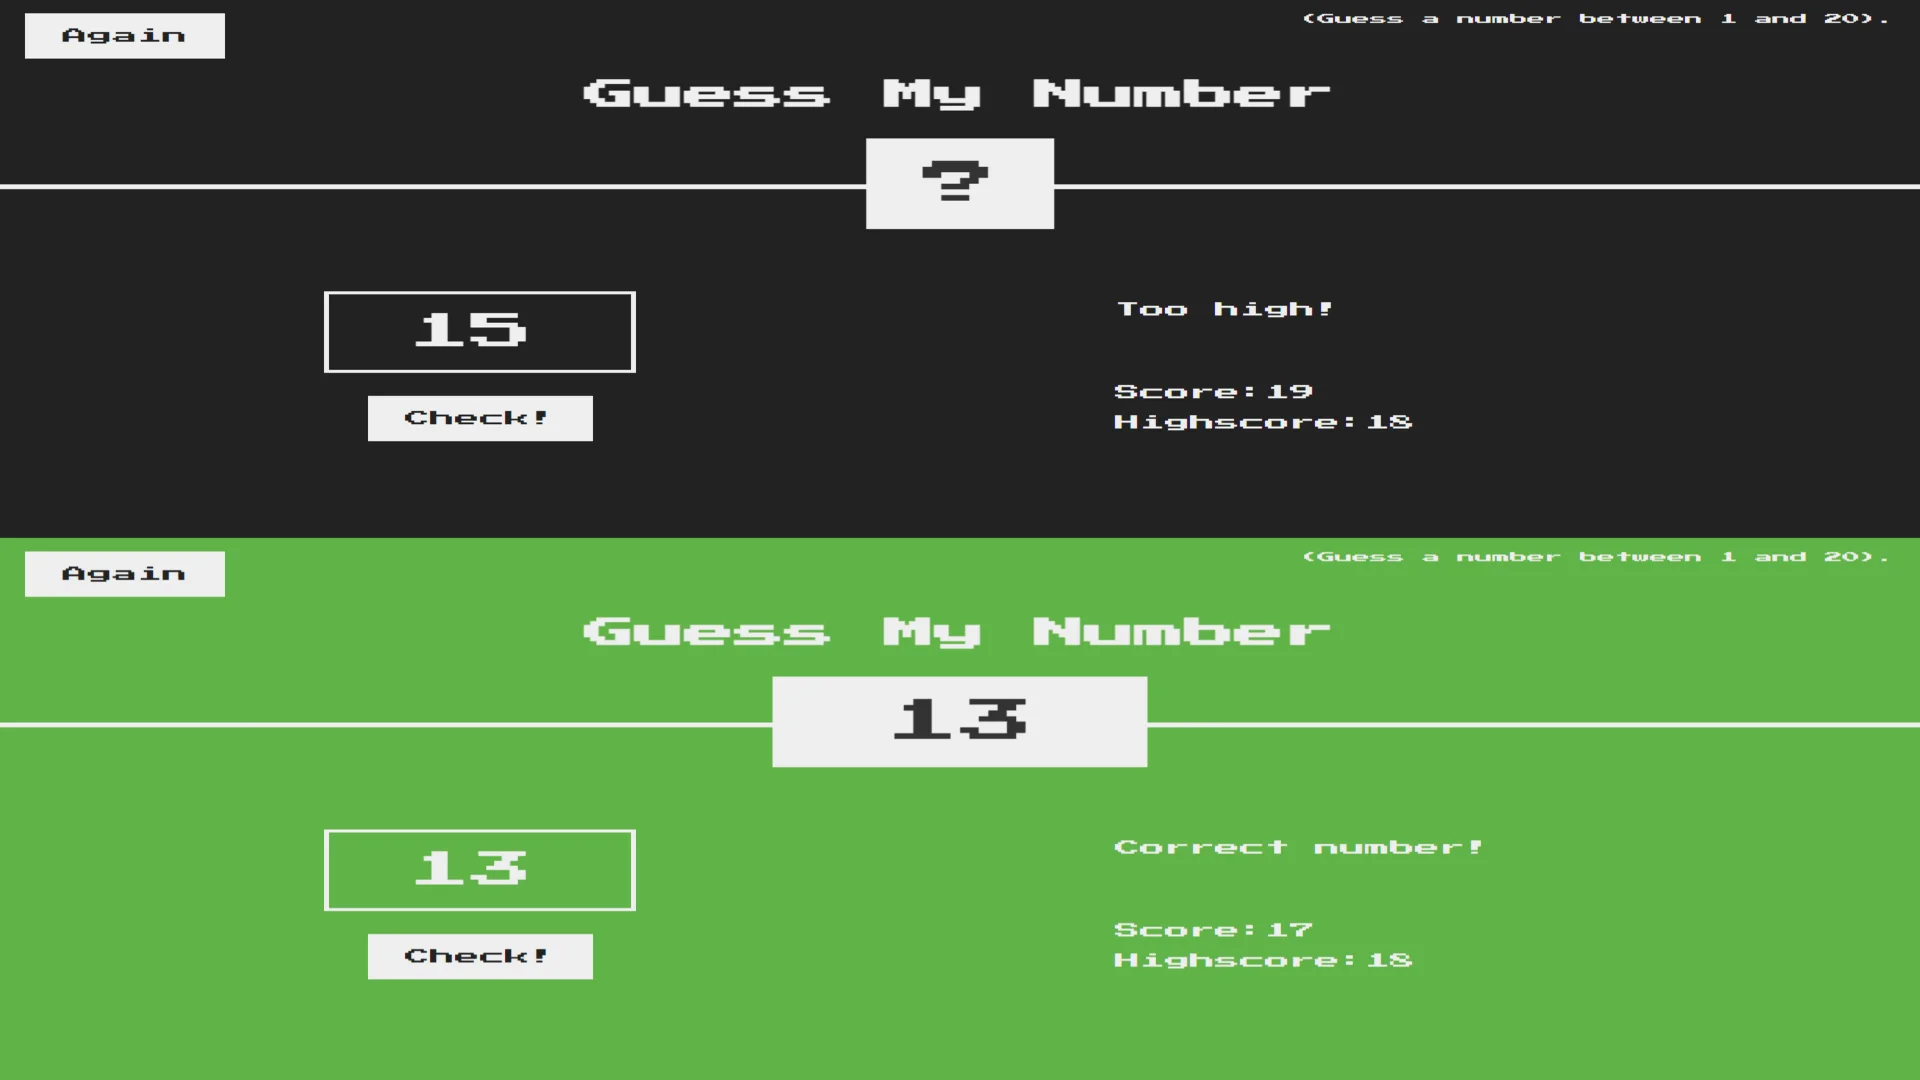 Again
(Guess a number between 1 and 20).
Guess My Number
?
15
Too high!
Check!
Score:19
Highscore:18
Again
(Guess a number between 1 and 20).
Guess My Number
13
13
Correct number!
Check!
Score:17
Highscore:18